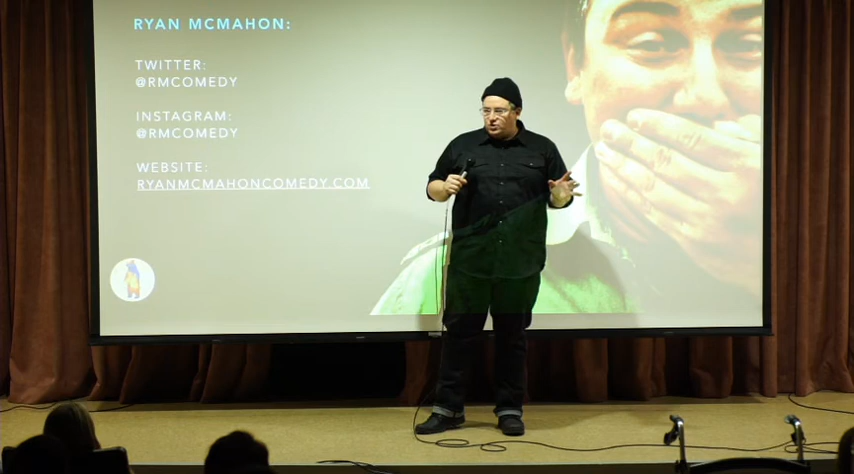 RYAN MCMAHON:
TWITTER:
@RMCOMEDY
INSTAGRAM:
@RMCOMEDY
WEBSITE:
RYANMCMAHONCOMEDY.COM